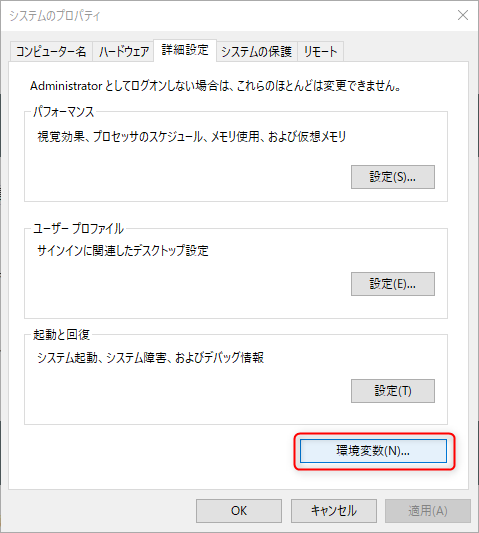 システムのプロパティ
コンピューター名 ハードウェア 詳細設定 システムの保護 リモート
Administrator としてログオンしない場合は、これらのほとんどは変更できません。
パフォーマンス
視覚効果、プロセッサのスケジュール、メモリ使用、および仮想メモリ
設定(S)...
ユーザー プロファイル
サインインに関連したデスクトップ設定
設定(E)...
起動と回復
システム起動、システム障害、およびデバッグ情報
設定(T)
環境変数(N)...
OK キャンセル 適用(A)